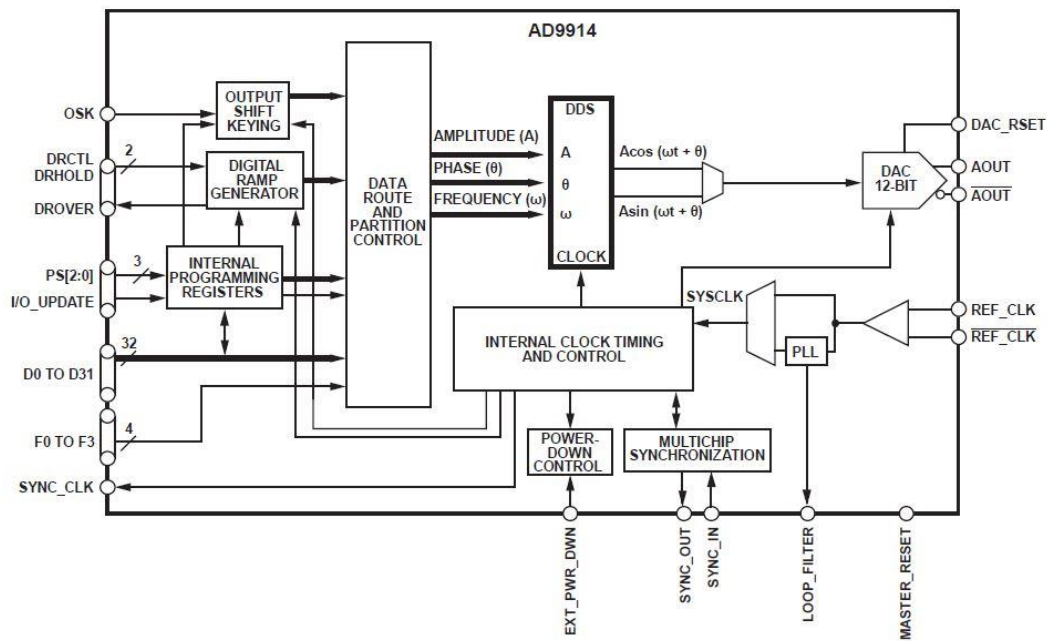 AD9914
OSK
OUTPUT
SHIFT
KEYING
DRCTL
DRHOLD
2
DROVER
DIGITAL
RAMP
GENERATOR
PS[2:0]
3
I/O_UPDATE
INTERNAL
PROGRAMMING
REGISTERS
D0 TO D31
32
F0 TO F3
4
SYNC_CLK
DATA
ROUTE
AND
PARTITION
CONTROL
AMPLITUDE (A)
PHASE (θ)
FREQUENCY (ω)
DDS
A
θ
ω
CLOCK
Acos (ωt + θ)
Asin (ωt + θ)
DAC
12-BIT
DAC_RSET
AOUT
AOUT
INTERNAL CLOCK TIMING
AND CONTROL
SYSCLK
PLL
REF_CLK
REF_CLK
POWER-
DOWN
CONTROL
MULTICHIP
SYNCHRONIZATION
EXT_PWR_DWN
SYNC_OUT
SYNC_IN
LOOP_FILTER
MASTER_RESET